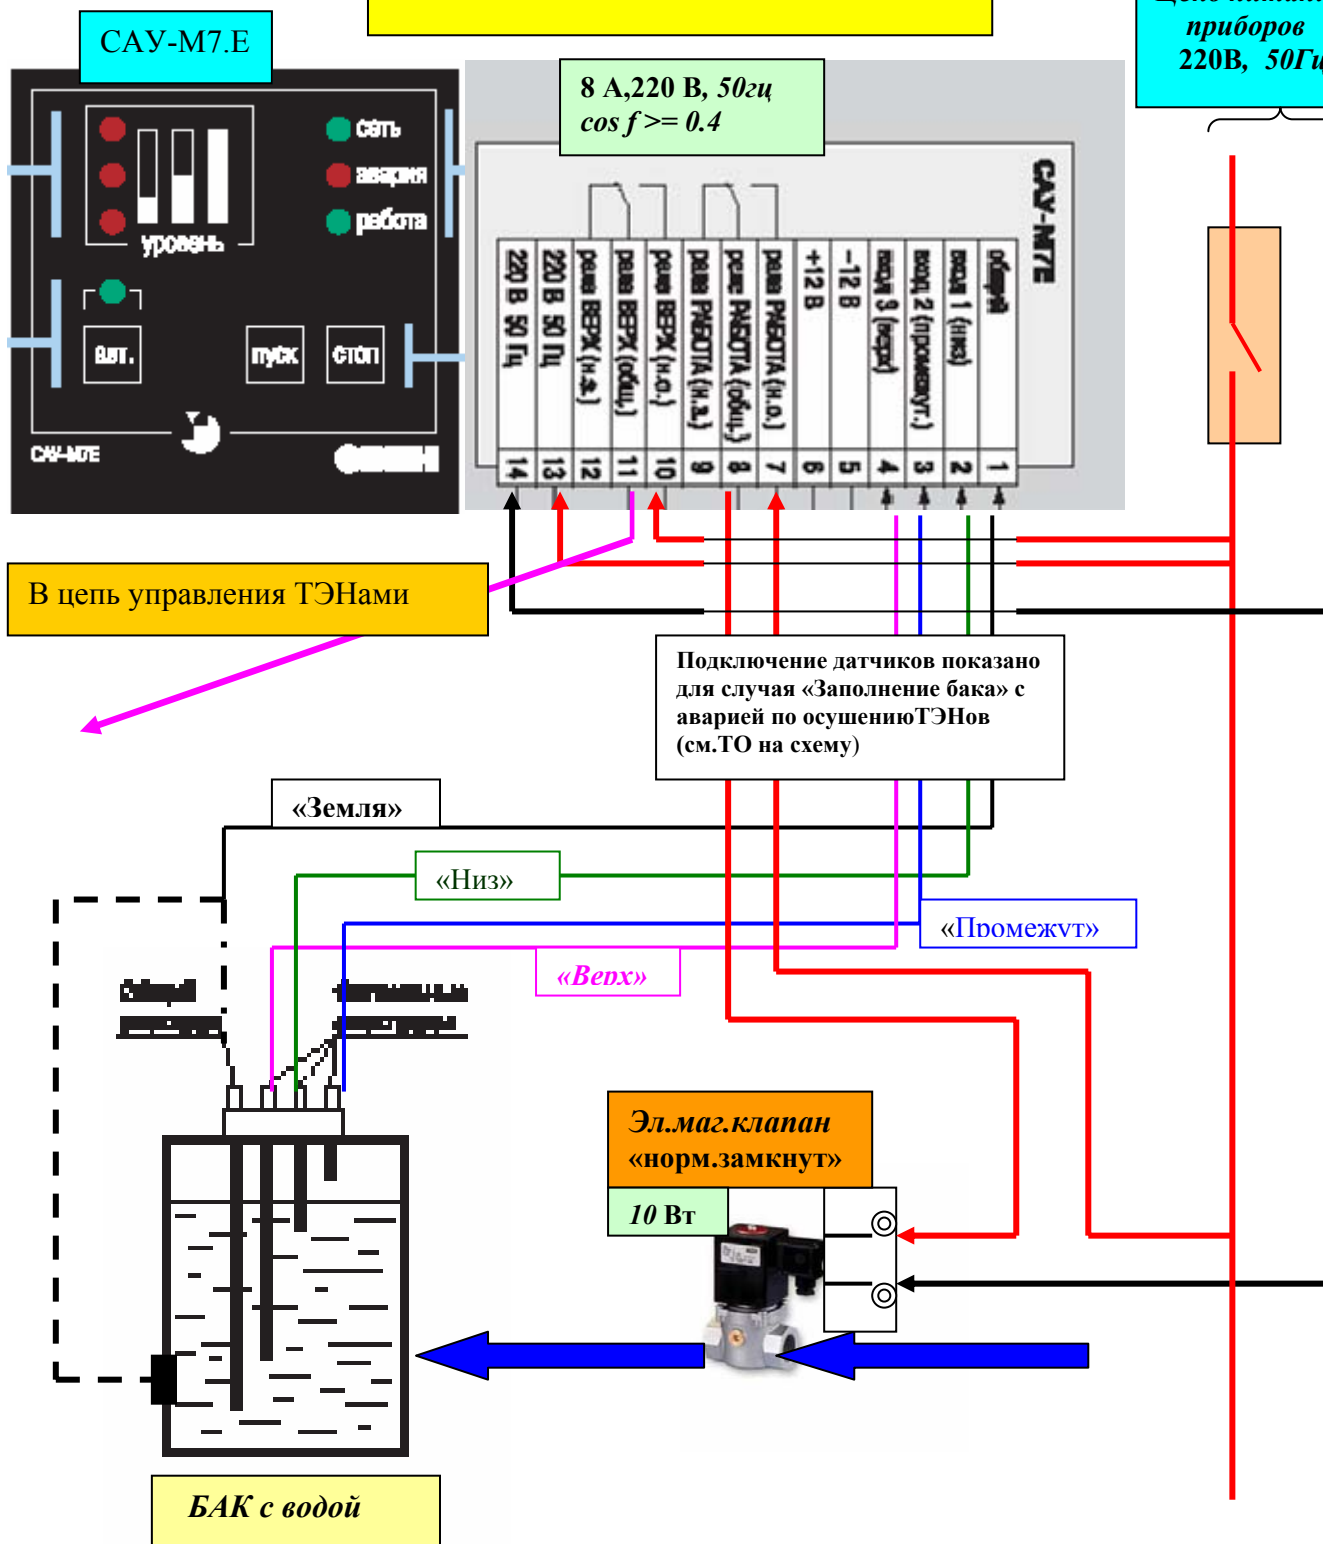 Цепь питания
приборов
220В, 50Гц
САУ-М7.Е
8 А,220 В, 50гц
cos f >= 0.4
сеть
авария
работа
уровень
пуск
стоп
САУ-М7Е
САУ-М7Е
общий
вход 1 (низ)
вход 2 (промежут.)
вход 3 (верх)
–12 В
+12 В
реле РАБОТА (н.о.)
реле РАБОТА (общ.)
реле РАБОТА (н.з.)
реле ВЕРХ (н.о.)
реле ВЕРХ (общ.)
реле ВЕРХ (н.з.)
220 В 50 Гц
220 В 50 Гц
14 13 12 11 10 9 8 7 6 5 4 3 2 1
В цепь управления ТЭНами
Подключение датчиков показано
для случая «Заполнение бака» с
аварией по осушениюТЭНов
(см.ТО на схему)
«Земля»
«Низ»
«Промежут»
«Верх»
Эл.маг.клапан
«норм.замкнут»
10 Вт
БАК с водой